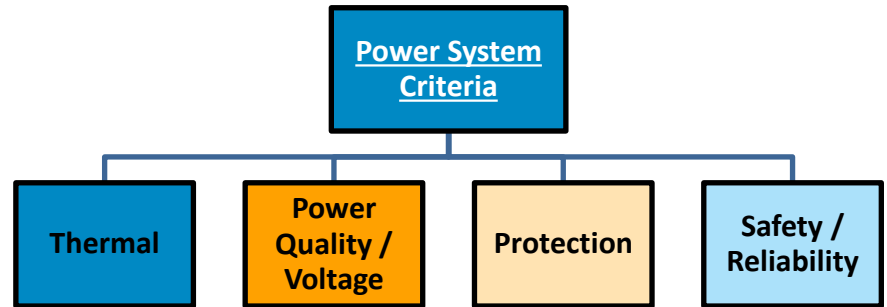 Power System
Criteria
Thermal
Power
Quality /
Voltage
Protection
Safety /
Reliability